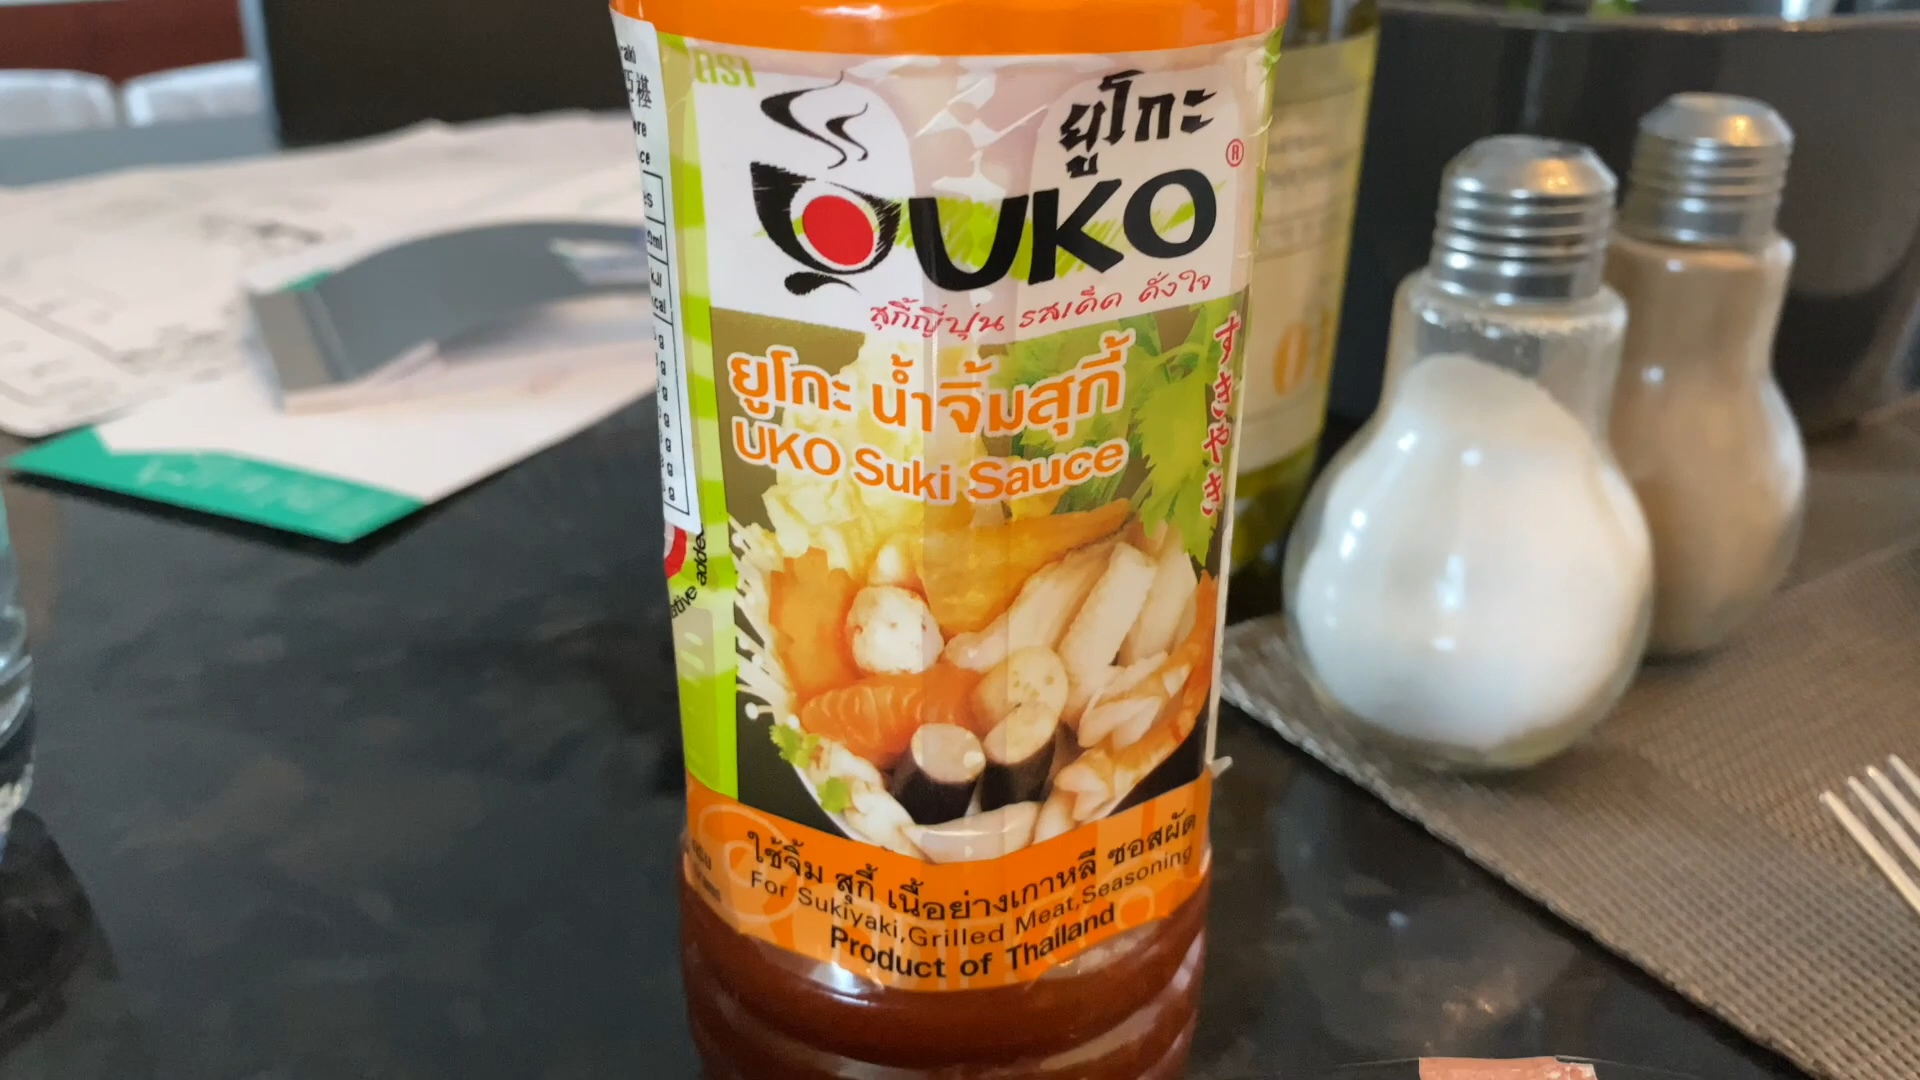 ตรา
ยูโกะ
UKO
®
สุกี้ญี่ปุ่น รสเด็ด ดั่งใจ
すきやき
ยูโกะ น้ำจิ้มสุกี้
UKO Suki Sauce
ใช้จิ้ม สุกี้ เนื้อย่างเกาหลี ซอสผัด
For Sukiyaki,Grilled Meat,Seasoning
Product of Thailand